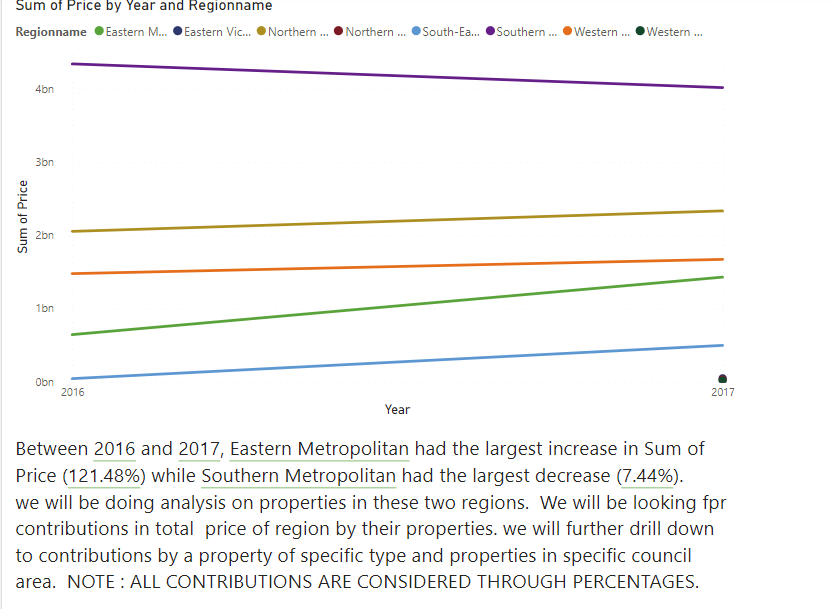 Sum of Price by Year and Regionname
Regionname Eastern M... Eastern Vic... Northern ... Northern ... South-Ea... Southern ... Western ... Western ...
4bn
3bn
2bn
1bn
0bn
Sum of Price
2016 2017
Year
Between 2016 and 2017, Eastern Metropolitan had the largest increase in Sum of
Price (121.48%) while Southern Metropolitan had the largest decrease (7.44%).
we will be doing analysis on properties in these two regions. We will be looking fpr
contributions in total price of region by their properties. we will further drill down
to contributions by a property of specific type and properties in specific council
area. NOTE : ALL CONTRIBUTIONS ARE CONSIDERED THROUGH PERCENTAGES.